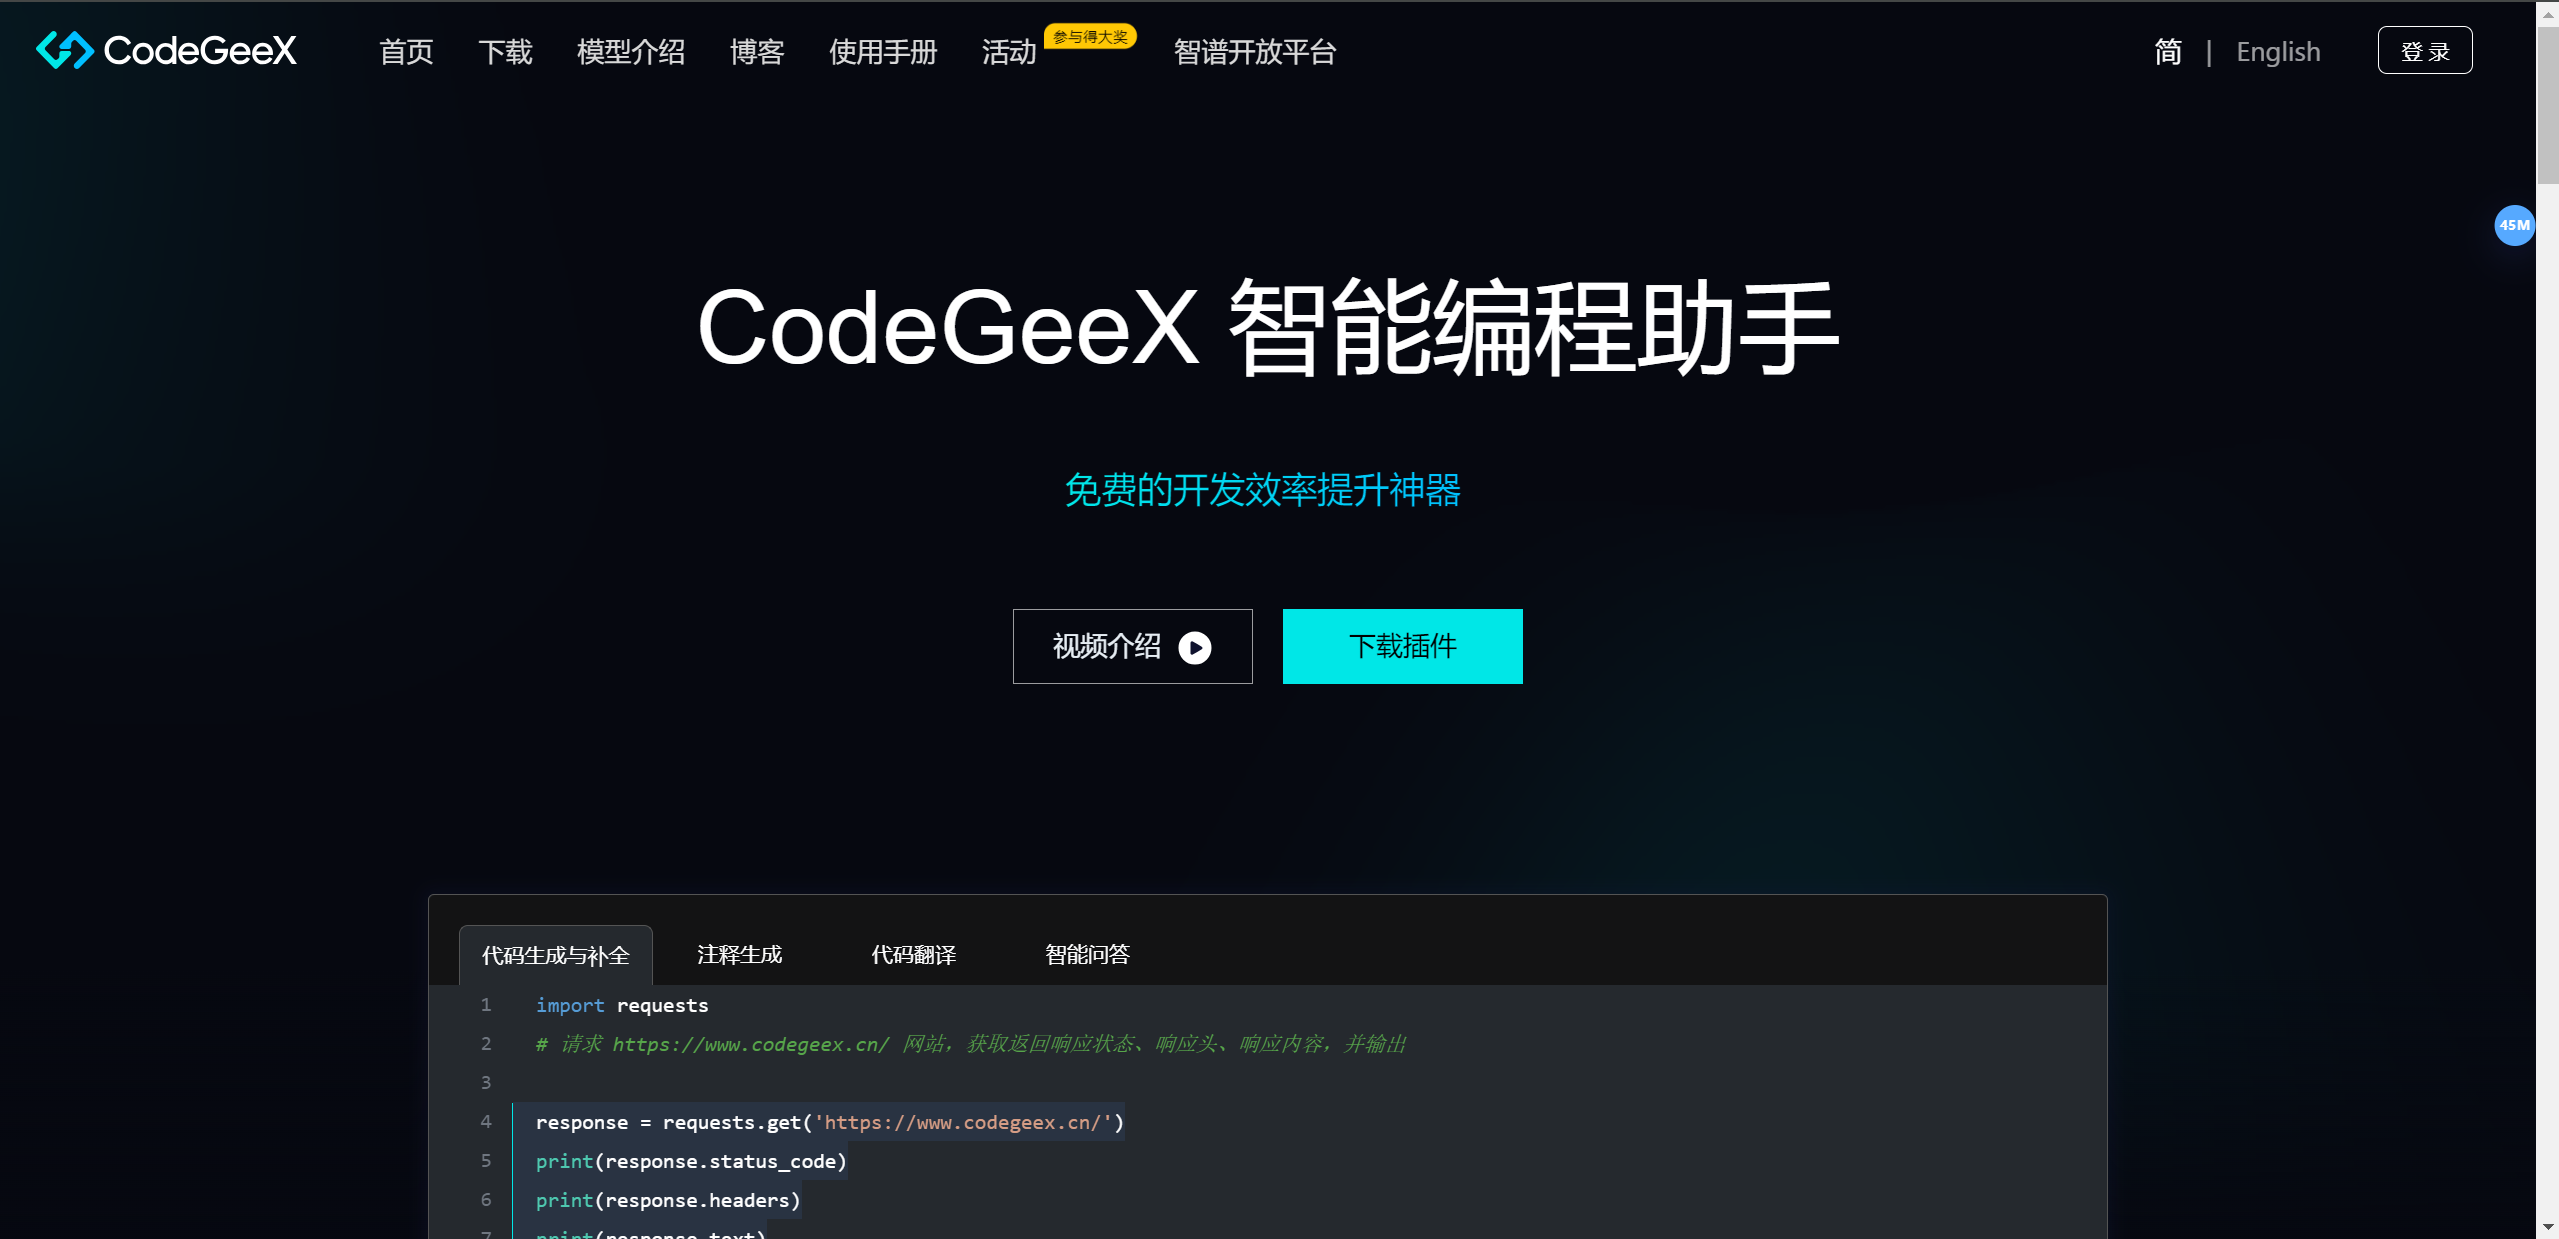 CodeGeeX 首页 下载 模型介绍 博客 使用手册 活动 参与得大奖 智谱开放平台 简 | English 登 录
45M
CodeGeeX 智能编程助手
免费的开发效率提升神器
视频介绍 下载插件
代码生成与补全 注释生成 代码翻译 智能问答
1 import requests
2 # 请求 https://www.codegeex.cn/ 网站，获取返回响应状态、响应头、响应内容，并输出
3
4 response = requests.get('https://www.codegeex.cn/')
5 print(response.status_code)
6 print(response.headers)
7 print(response.text)